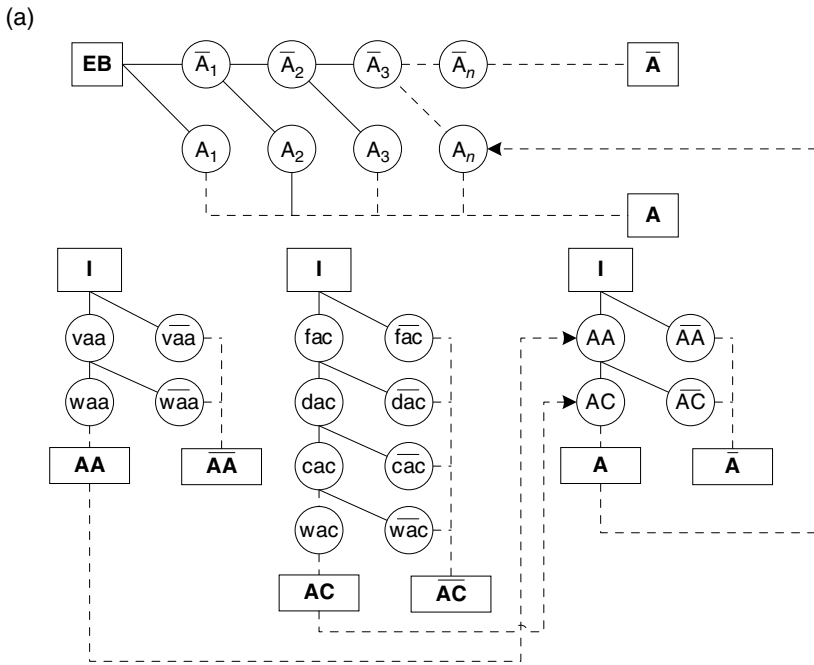 (a)
EB A̅₁ A̅₂ A̅₃ A̅ₙ A̅
A₁ A₂ A₃ Aₙ
A
I I I
vaa v̅a̅a̅ fac f̅a̅c̅ AA A̅A̅
waa w̅a̅a̅ dac d̅a̅c̅ AC A̅C̅
AA A̅A̅ cac c̅a̅c̅ A A̅
wac w̅a̅c̅
AC A̅C̅